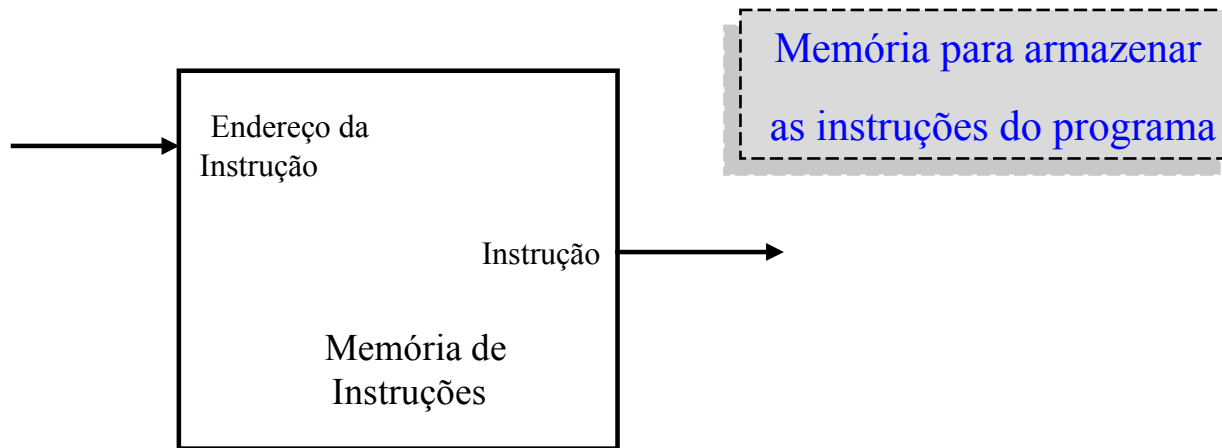 Memória para armazenar
as instruções do programa
Endereço da
Instrução
Instrução
Memória de
Instruções